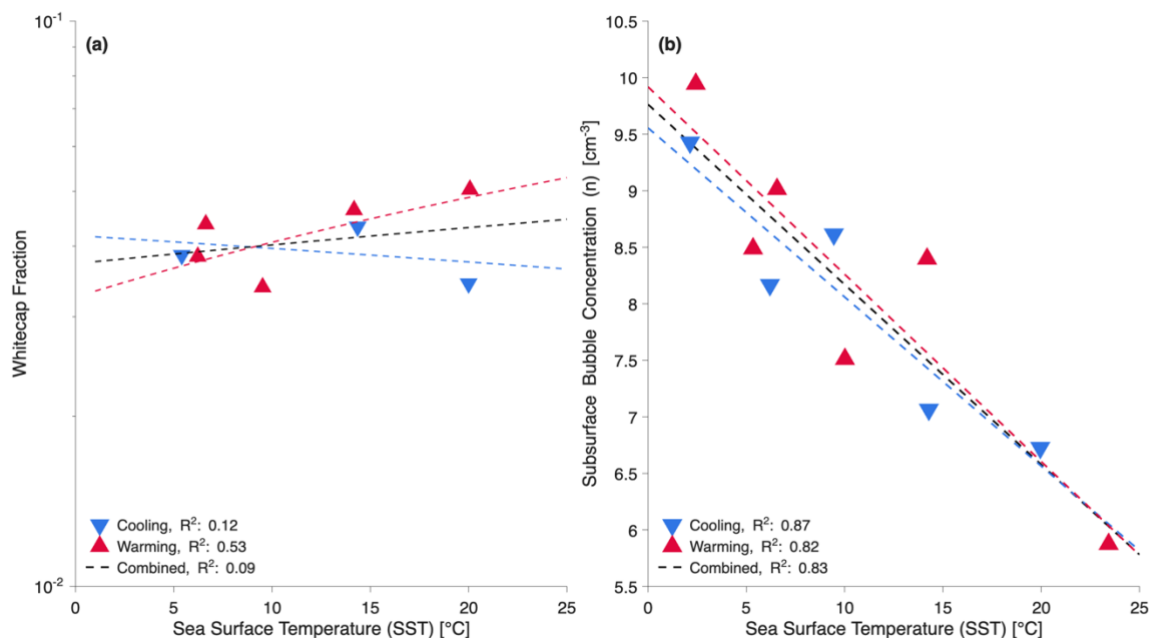 (a)
10⁻¹
10⁻²
Whitecap Fraction
Cooling, R²: 0.12
Warming, R²: 0.53
Combined, R²: 0.09
0 5 10 15 20 25
Sea Surface Temperature (SST) [°C]
(b)
10.5
10
9.5
9
8.5
8
7.5
7
6.5
6
5.5
Subsurface Bubble Concentration (n) [cm⁻³]
Cooling, R²: 0.87
Warming, R²: 0.82
Combined, R²: 0.83
0 5 10 15 20 25
Sea Surface Temperature (SST) [°C]